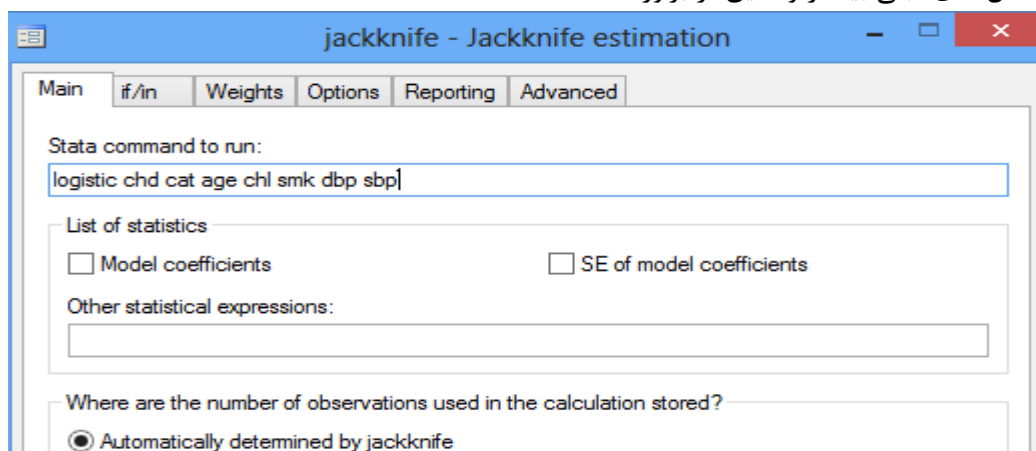 jackknife - Jackknife estimation
Main if/in Weights Options Reporting Advanced
Stata command to run:
logistic chd cat age chl smk dbp sbp
List of statistics
Model coefficients SE of model coefficients
Other statistical expressions:
Where are the number of observations used in the calculation stored?
Automatically determined by jackknife